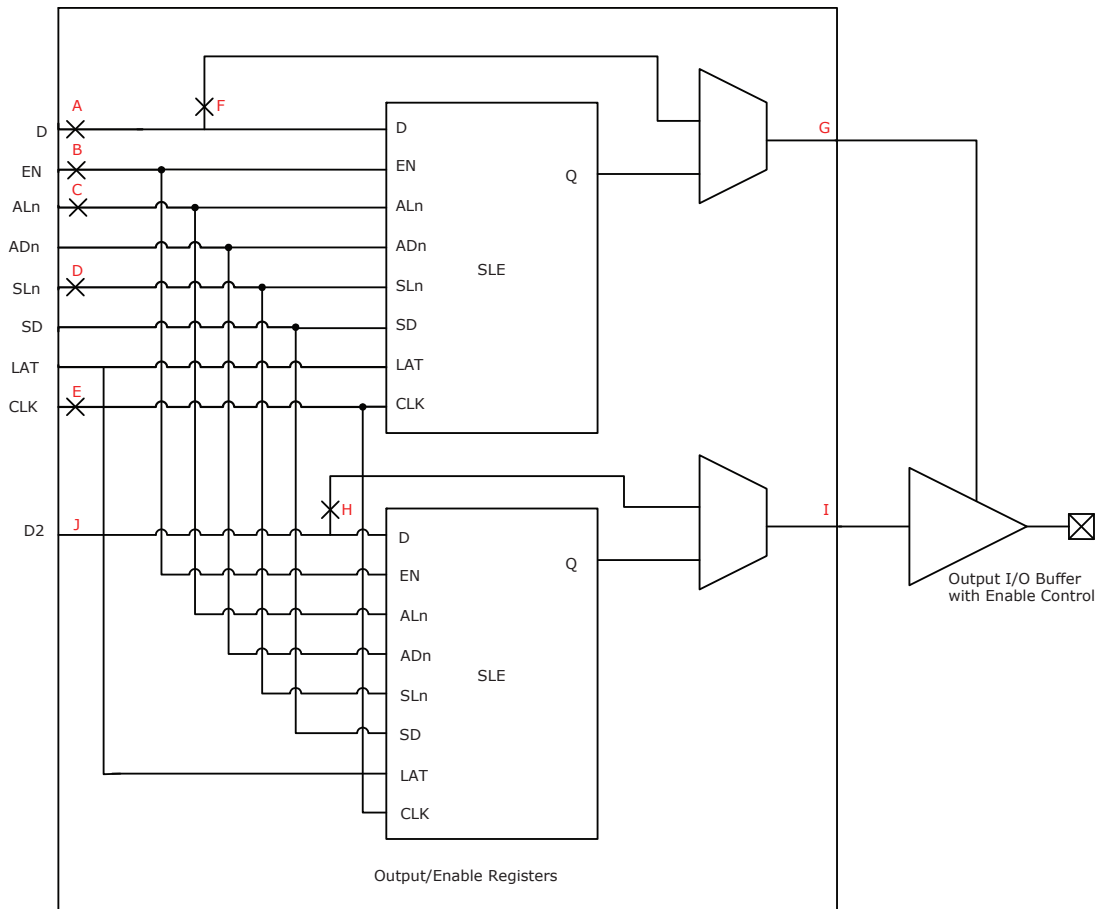 A
F
D
D
G
B
EN
EN
Q
C
ALn
ALn
ADn
ADn
SLE
D
SLn
SLn
SD
SD
LAT
LAT
E
CLK
CLK
H
I
J
D2
D
Q
EN
Output I/O Buffer
with Enable Control
ALn
ADn
SLE
SLn
SD
LAT
CLK
Output/Enable Registers